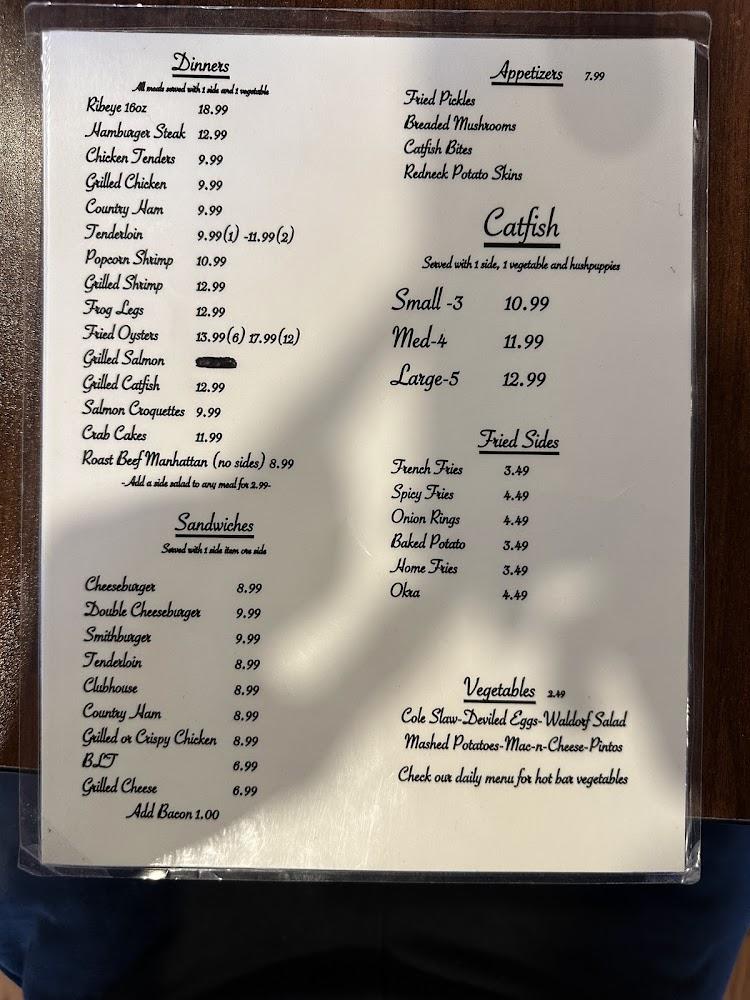 Dinners
All meals served with 1 side and 1 vegetable
Ribeye 16oz 18.99
Hamburger Steak 12.99
Chicken Tenders 9.99
Grilled Chicken 9.99
Country Ham 9.99
Tenderloin 9.99(1) -11.99(2)
Popcorn Shrimp 10.99
Grilled Shrimp 12.99
Frog Legs 12.99
Fried Oysters 13.99(6) 17.99(12)
Grilled Salmon
Grilled Catfish 12.99
Salmon Croquettes 9.99
Crab Cakes 11.99
Roast Beef Manhattan (no sides) 8.99
-Add a side salad to any meal for 2.99-
Sandwiches
Served with 1 side item one side
Cheeseburger 8.99
Double Cheeseburger 9.99
Smithburger 9.99
Tenderloin 8.99
Clubhouse 8.99
Country Ham 8.99
Grilled or Crispy Chicken 8.99
BLT 6.99
Grilled Cheese 6.99
Add Bacon 1.00
Appetizers 7.99
Fried Pickles
Breaded Mushrooms
Catfish Bites
Redneck Potato Skins
Catfish
Served with 1 side, 1 vegetable and hushpuppies
Small -3 10.99
Med-4 11.99
Large-5 12.99
Fried Sides
French Fries 3.49
Spicy Fries 4.49
Onion Rings 4.49
Baked Potato 3.49
Home Fries 3.49
Okra 4.49
Vegetables 2.49
Cole Slaw-Deviled Eggs-Waldorf Salad
Mashed Potatoes-Mac-n-Cheese-Pintos
Check our daily menu for hot bar vegetables